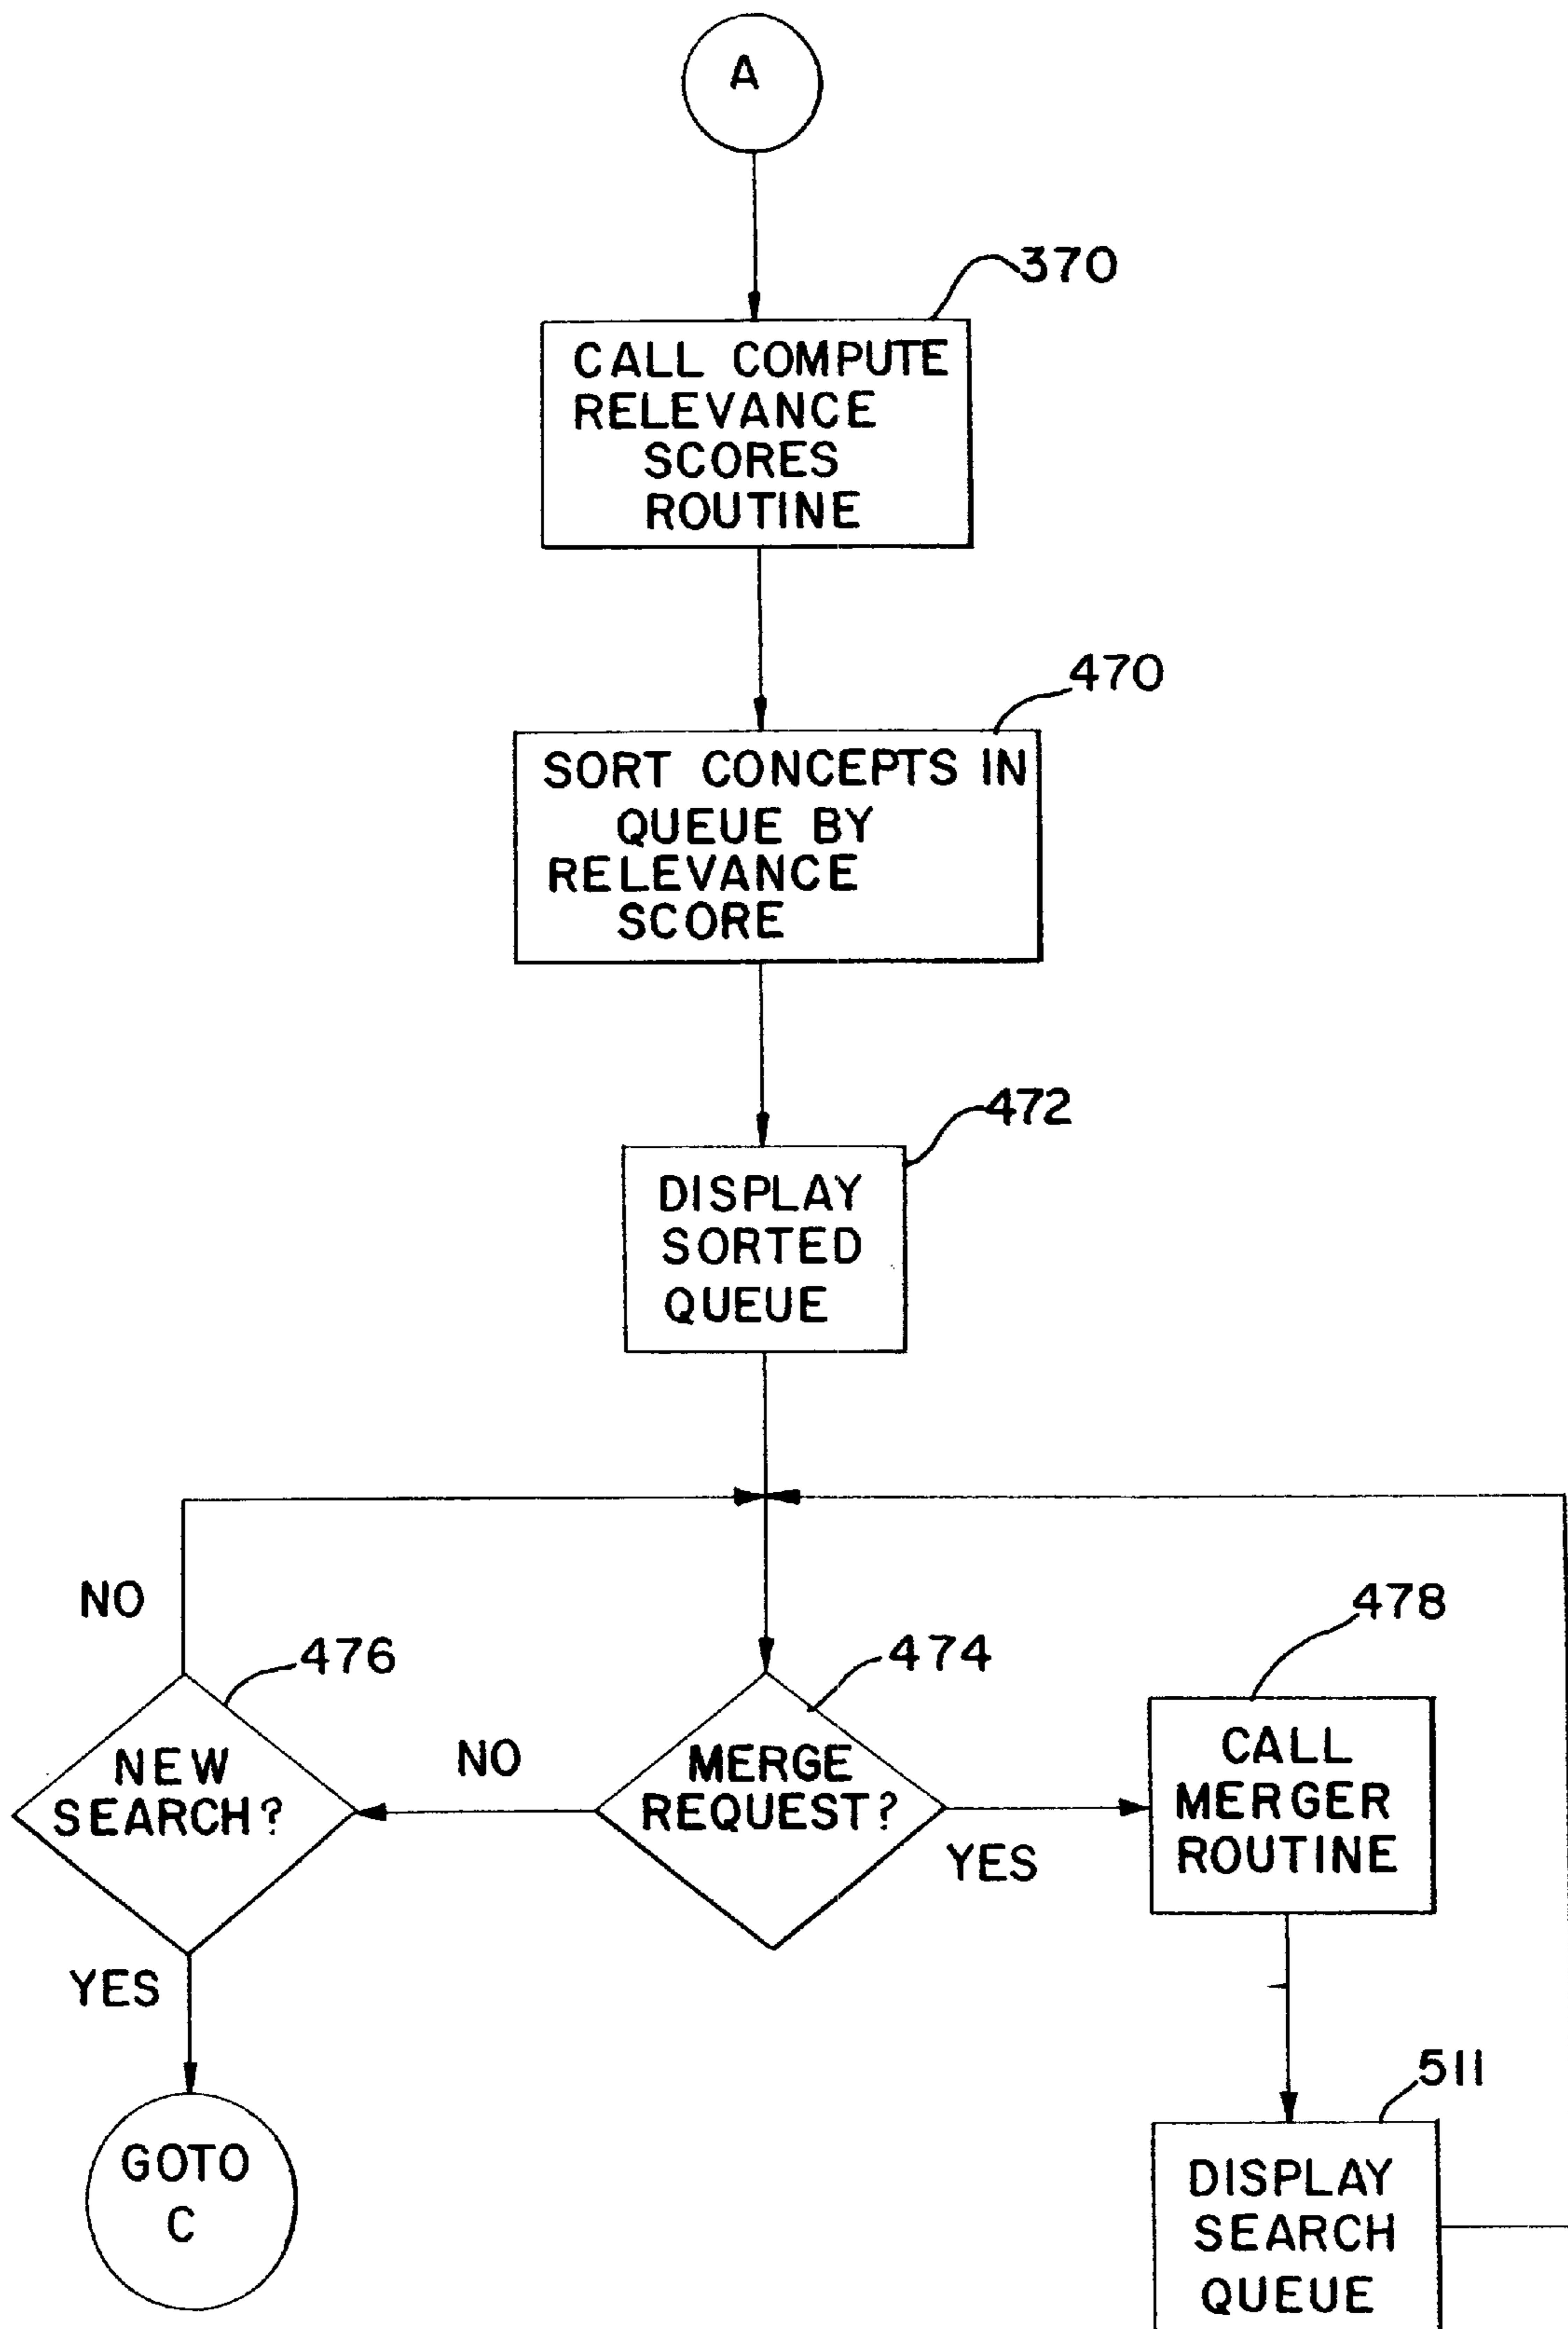 A
370
CALL COMPUTE
RELEVANCE
SCORES
ROUTINE
470
SORT CONCEPTS IN
QUEUE BY
RELEVANCE
SCORE
472
DISPLAY
SORTED
QUEUE
NO
476
474
478
NEW
SEARCH?
NO
MERGE
REQUEST?
YES
CALL
MERGER
ROUTINE
YES
511
GOTO
C
DISPLAY
SEARCH
QUEUE